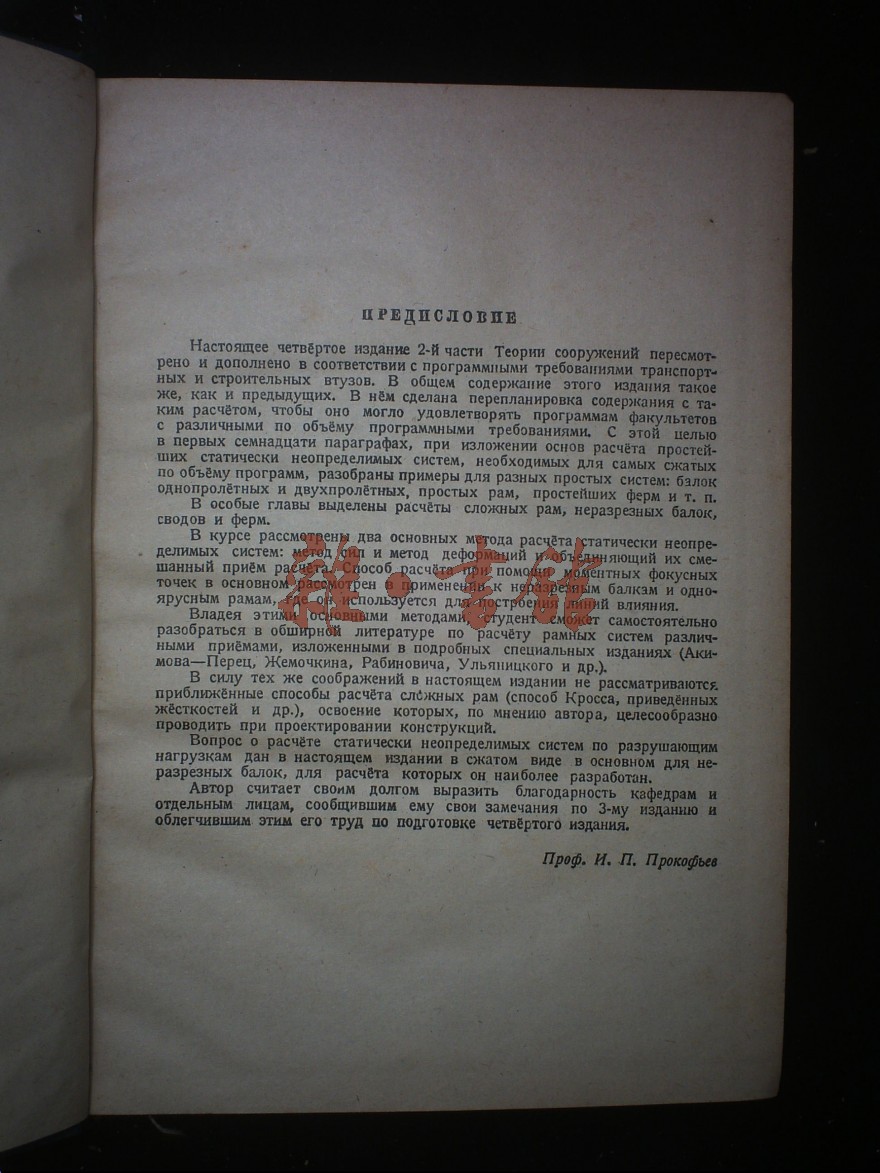 ПРЕДИСЛОВИЕ
Настоящее четвёртое издание 2-й части Теории сооружений пересмот-
рено и дополнено в соответствии с программными требованиями транспорт-
ных и строительных втузов. В общем содержание этого издания такое
же, как и предыдущих. В нём сделана перепланировка содержания с та-
ким расчётом, чтобы оно могло удовлетворять программам факультетов
с различными по объёму программными требованиями. С этой целью
в первых семнадцати параграфах, при изложении основ расчёта простей-
ших статически неопределимых систем, необходимых для самых сжатых
по объёму программ, разобраны примеры для разных простых систем: балок
однопролётных и двухпролётных, простых рам, простейших ферм и т. п.
В особые главы выделены расчёты сложных рам, неразрезных балок,
сводов и ферм.
В курсе рассмотрены два основных метода расчёта статически неопре-
делимых систем: метод сил и метод деформаций и объединяющий их сме-
шанный приём расчёта. Способ расчёта при помощи моментных фокусных
точек в основном рассмотрен в применении к неразрезным балкам и одно-
ярусным рамам, где он используется для построения линий влияния.
Владея этими основными методами, студент сможет самостоятельно
разобраться в обширной литературе по расчёту рамных систем различ-
ными приёмами, изложенными в подробных специальных изданиях (Аки-
мова—Перец, Жемочкина, Рабиновича, Ульяницкого и др.).
В силу тех же соображений в настоящем издании не рассматриваются
приближённые способы расчёта сложных рам (способ Кросса, приведённых
жёсткостей и др.), освоение которых, по мнению автора, целесообразно
проводить при проектировании конструкций.
Вопрос о расчёте статически неопределимых систем по разрушающим
нагрузкам дан в настоящем издании в сжатом виде в основном для не-
разрезных балок, для расчёта которых он наиболее разработан.
Автор считает своим долгом выразить благодарность кафедрам и
отдельным лицам, сообщившим ему свои замечания по 3-му изданию и
облегчившим этим его труд по подготовке четвёртого издания.
Проф. И. П. Прокофьев